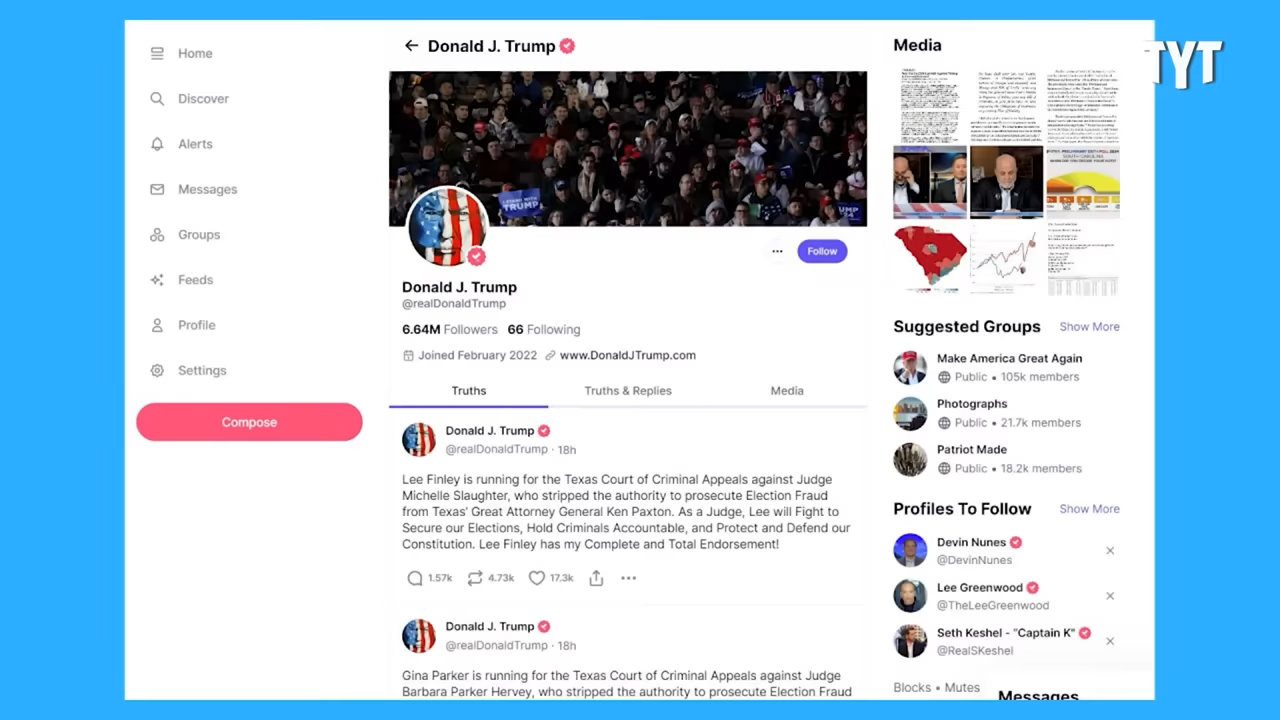 TYT
Home
Discover
Alerts
Messages
Groups
Feeds
Profile
Settings
Compose
Donald J. Trump
I STAND WITH
TRUMP
Follow
Donald J. Trump
@realDonaldTrump
6.64M Followers 66 Following
Joined February 2022 www.DonaldJTrump.com
Truths Truths & Replies Media
Donald J. Trump
@realDonaldTrump · 18h
Lee Finley is running for the Texas Court of Criminal Appeals against Judge
Michelle Slaughter, who stripped the authority to prosecute Election Fraud
from Texas' Great Attorney General Ken Paxton. As a Judge, Lee will Fight to
Secure our Elections, Hold Criminals Accountable, and Protect and Defend our
Constitution. Lee Finley has my Complete and Total Endorsement!
1.57k 4.73k 17.3k
Donald J. Trump
@realDonaldTrump · 18h
Gina Parker is running for the Texas Court of Criminal Appeals against Judge
Barbara Parker Hervey, who stripped the authority to prosecute Election Fraud
Media
SOUTH CAROLINA
Suggested Groups Show More
Make America Great Again
Public • 105k members
Photographs
Public • 21.7k members
Patriot Made
Public • 18.2k members
Profiles To Follow Show More
Devin Nunes
@DevinNunes
Lee Greenwood
@TheLeeGreenwood
Seth Keshel - "Captain K"
@RealSKeshel
Blocks • Mutes
Messages